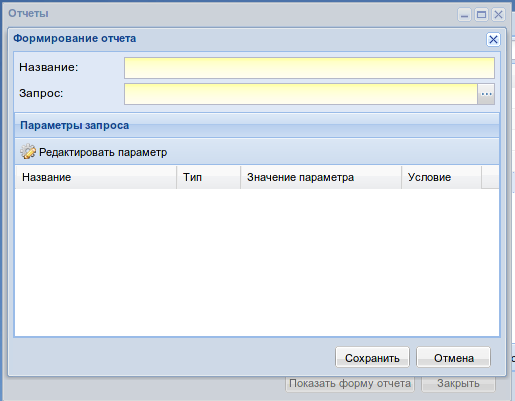 Отчеты
Формирование отчета
Название:
Запрос:
...
Параметры запроса
Редактировать параметр
Название Тип Значение параметра Условие
Сохранить Отмена
Показать форму отчета Закрыть